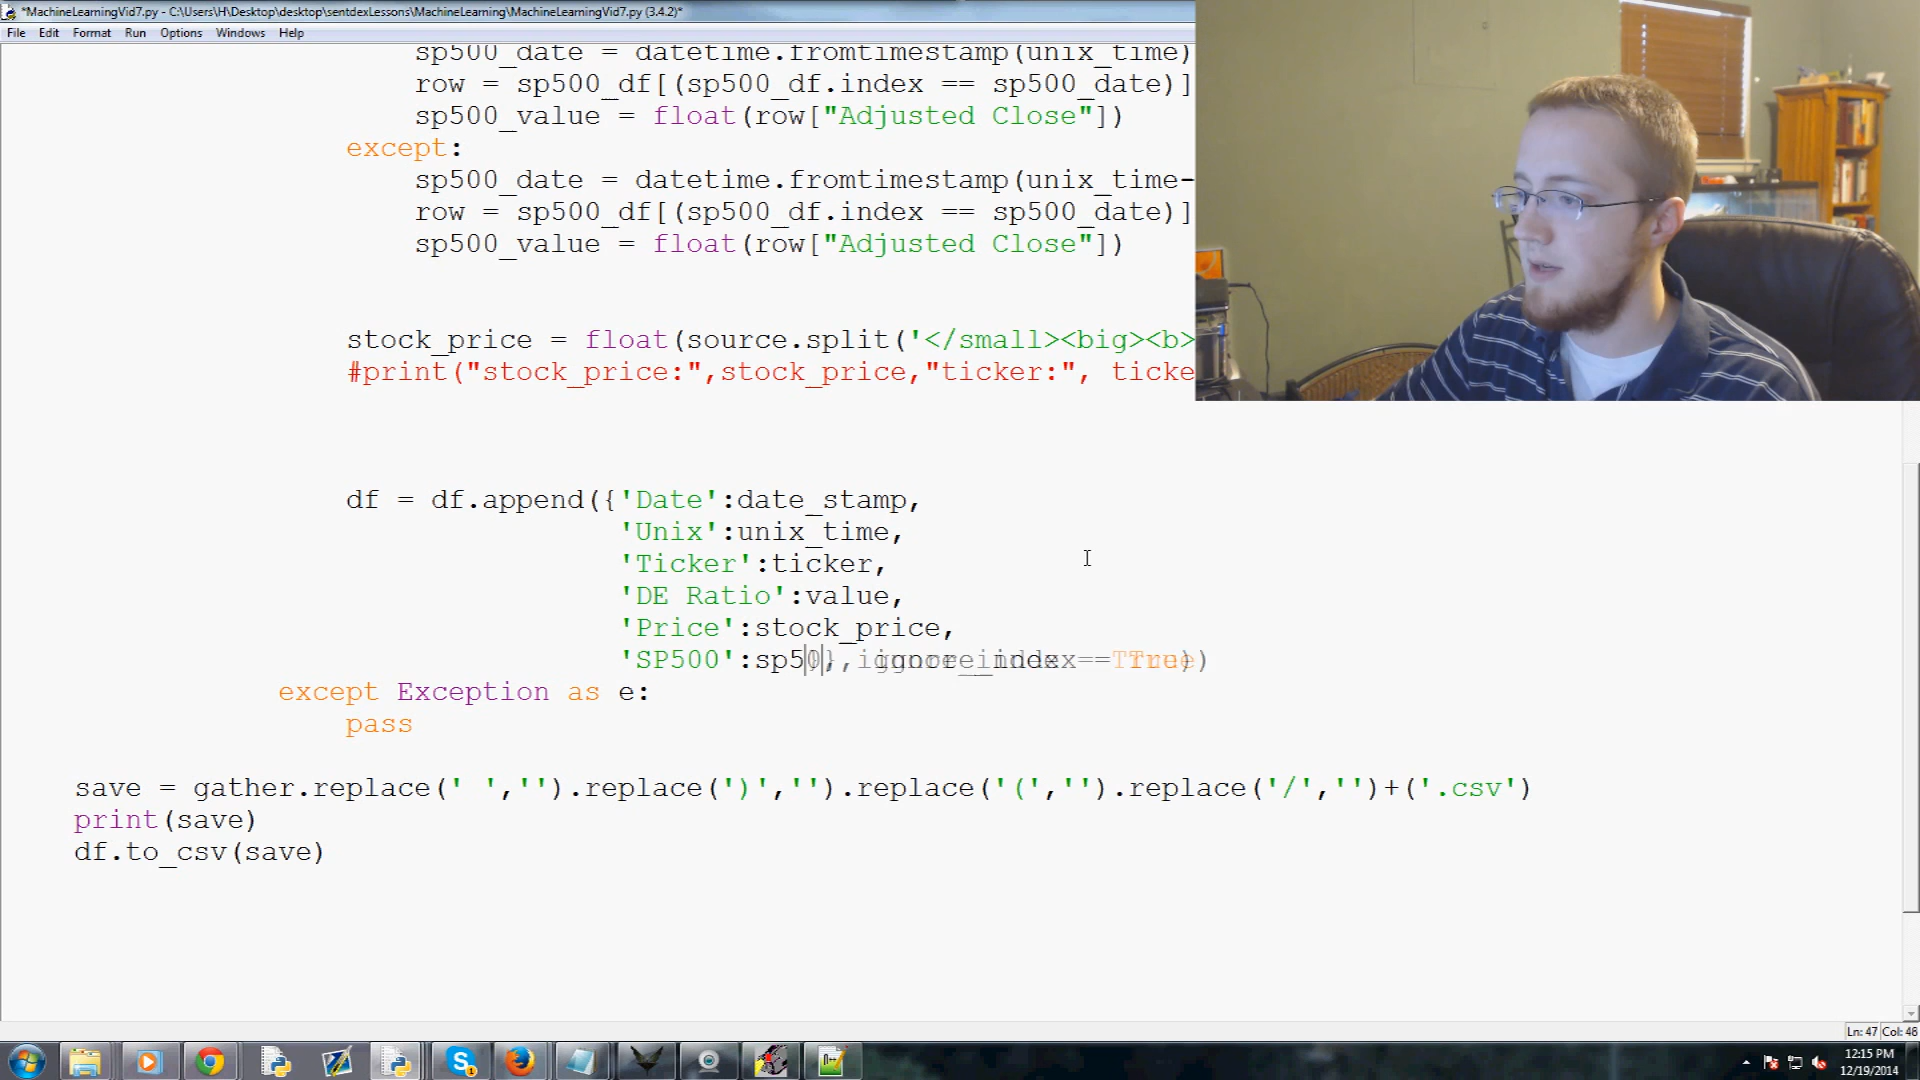 *MachineLearningVid7.py - C:\Users\H\Desktop\desktop\sentdexLessons\MachineLearning\MachineLearningVid7.py (3.4.2)*
File Edit Format Run Options Windows Help
sp500_date = datetime.fromtimestamp(unix_time)
row = sp500_df[(sp500_df.index == sp500_date)]
sp500_value = float(row["Adjusted Close"])
except:
sp500_date = datetime.fromtimestamp(unix_time-
row = sp500_df[(sp500_df.index == sp500_date)]
sp500_value = float(row["Adjusted Close"])
stock_price = float(source.split('</small><big><b>
#print("stock_price:",stock_price,"ticker:", ticke
df = df.append({'Date':date_stamp,
'Unix':unix_time,
'Ticker':ticker,
'DE Ratio':value,
'Price':stock_price,
'SP500':sp50
except Exception as e:
pass
save = gather.replace(' ','').replace(')','').replace('(','').replace('/','')+('.csv')
print(save)
df.to_csv(save)
Ln: 47 Col: 48
12:15 PM
12/19/2014